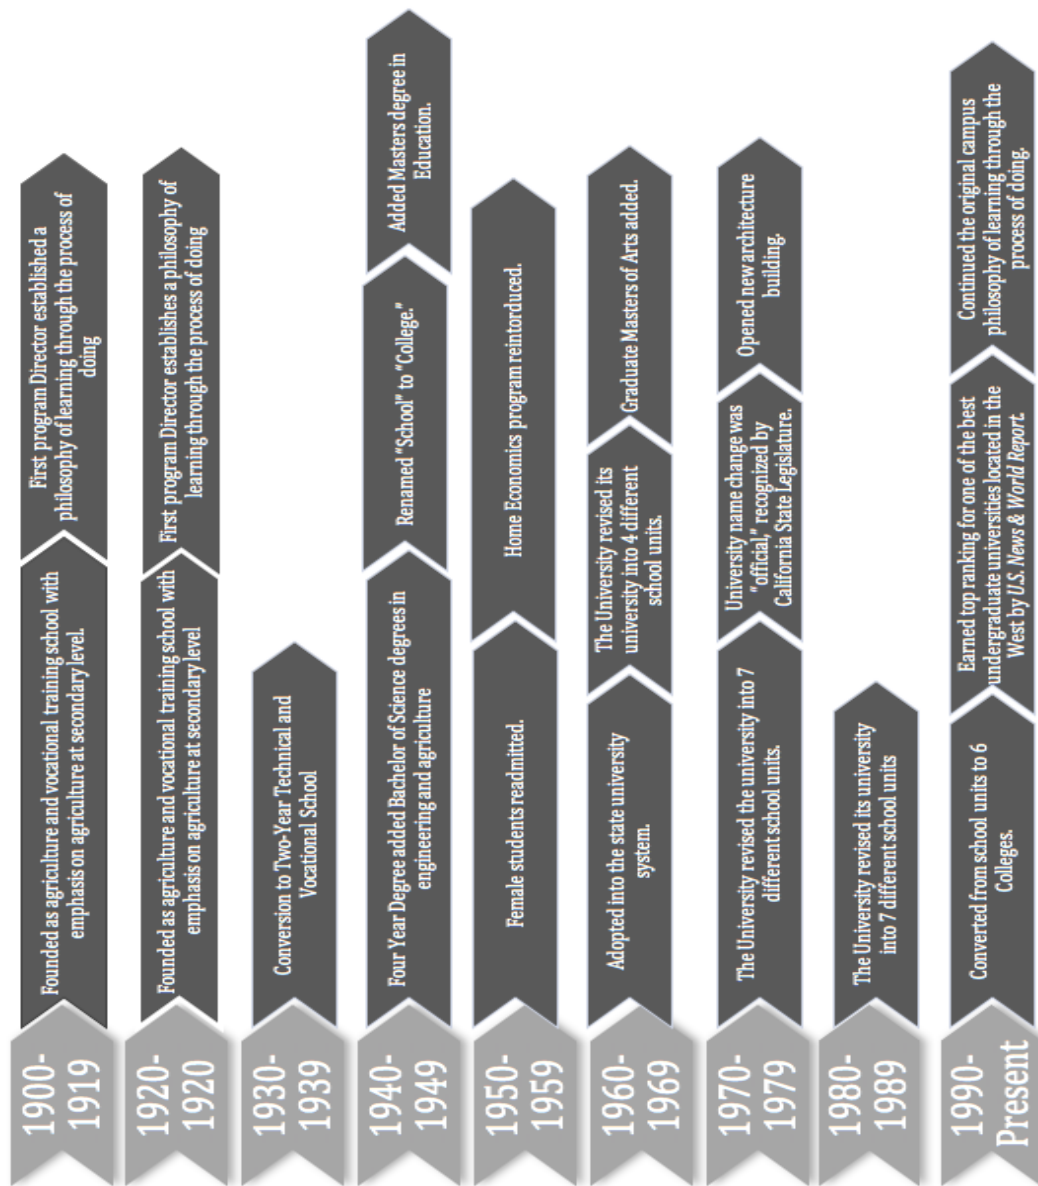 1900-
1919
Founded as agriculture and vocational training school with
emphasis on agriculture at secondary level.
First program Director established a
philosophy of learning through the process of
doing
1920-
1920
Founded as agriculture and vocational training school with
emphasis on agriculture at secondary level
First program Director establishes a philosophy of
learning through the process of doing
1930-
1939
Conversion to Two-Year Technical and
Vocational School
1940-
1949
Four Year Degree added Bachelor of Science degrees in
engineering and agriculture
Renamed “School” to “College.”
Added Masters degree in
Education.
1950-
1959
Female students readmitted.
Home Economics program reintorduced.
1960-
1969
Adopted into the state university
system.
The University revised its
university into 4 different
school units.
Graduate Masters of Arts added.
1970-
1979
The University revised the university into 7
different school units.
University name change was
“official,” recognized by
California State Legislature.
Opened new architecture
building.
1980-
1989
The University revised its university
into 7 different school units
1990-
Present
Converted from school units to 6
Colleges.
Earned top ranking for one of the best
undergraduate universities located in the
West by U.S. News & World Report.
Continued the original campus
philosophy of learning through the
process of doing.